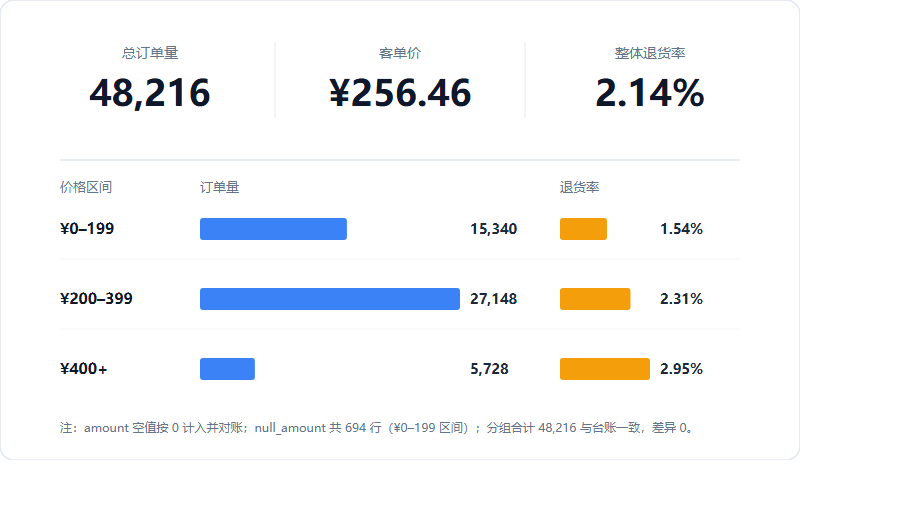 总订单量 客单价 整体退货率
48,216 ¥256.46 2.14%
价格区间 订单量 退货率
¥0–199 15,340 1.54%
¥200–399 27,148 2.31%
¥400+ 5,728 2.95%
注：amount 空值按 0 计入并对账；null_amount 共 694 行（¥0–199 区间）；分组合计 48,216 与台账一致，差异 0。